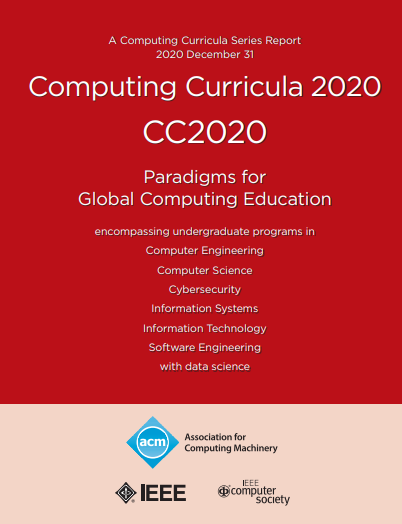 A Computing Curricula Series Report
2020 December 31
Computing Curricula 2020
CC2020
Paradigms for
Global Computing Education
encompassing undergraduate programs in
Computer Engineering
Computer Science
Cybersecurity
Information Systems
Information Technology
Software Engineering
with data science
acm
Association for
Computing Machinery
IEEE
IEEE
computer
society